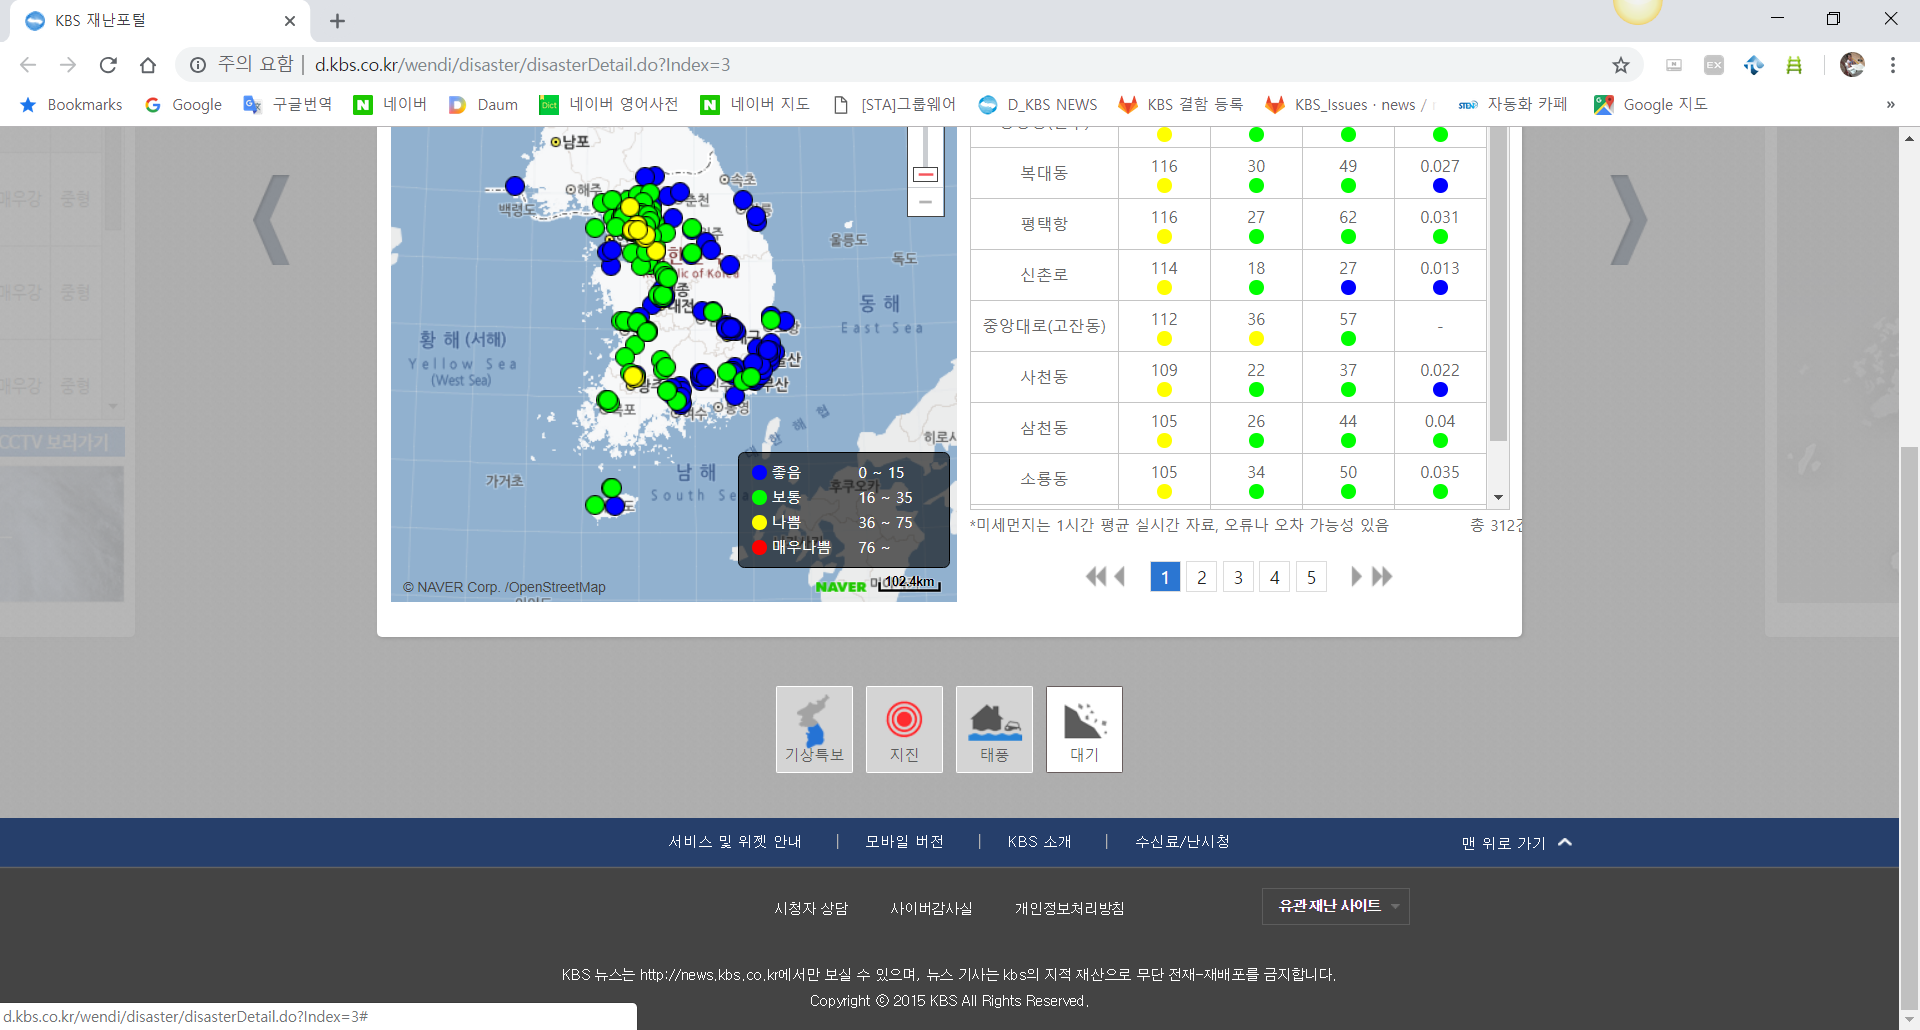 KBS 재난포털
주의 요함 | d.kbs.co.kr/wendi/disaster/disasterDetail.do?Index=3
EX
Bookmarks Google 구글번역 네이버 Daum 네이버 영어사전 네이버 지도 [STA]그룹웨어 D_KBS NEWS KBS 결함 등록 KBS_Issues · news / 자동화 카페 Google 지도 »
매우강 중형
매우강 중형
매우강 중형
CCTV 보러가기
남포
해주
속초
백령도
춘천
울릉도
독도
Republic of Korea
동 해
East Sea
황 해 (서해)
Yellow Sea
(West Sea)
통영
대 한 해 협
히로시
가거초
남 해
South Sea
후쿠오카
좋음 0 ~ 15
보통 16 ~ 35
나쁨 36 ~ 75
매우나쁨 76 ~
© NAVER Corp. /OpenStreetMap
NAVER 102.4km
복대동 116 30 49 0.027
평택항 116 27 62 0.031
신촌로 114 18 27 0.013
중앙대로(고잔동) 112 36 57 -
사천동 109 22 37 0.022
삼천동 105 26 44 0.04
소룡동 105 34 50 0.035
*미세먼지는 1시간 평균 실시간 자료, 오류나 오차 가능성 있음 총 312건
1 2 3 4 5
기상특보 지진 태풍 대기
서비스 및 위젯 안내 | 모바일 버전 | KBS 소개 | 수신료/난시청 맨 위로 가기
시청자 상담 사이버감사실 개인정보처리방침 유관 재난 사이트
KBS 뉴스는 http://news.kbs.co.kr에서만 보실 수 있으며, 뉴스 기사는 kbs의 지적 재산으로 무단 전재-재배포를 금지합니다.
Copyright ⓒ 2015 KBS All Rights Reserved.
d.kbs.co.kr/wendi/disaster/disasterDetail.do?Index=3#